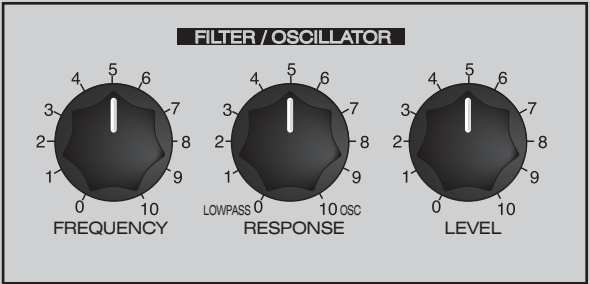 FILTER / OSCILLATOR
0 1 2 3 4 5 6 7 8 9 10
FREQUENCY
LOWPASS 0 1 2 3 4 5 6 7 8 9 10 OSC
RESPONSE
0 1 2 3 4 5 6 7 8 9 10
LEVEL